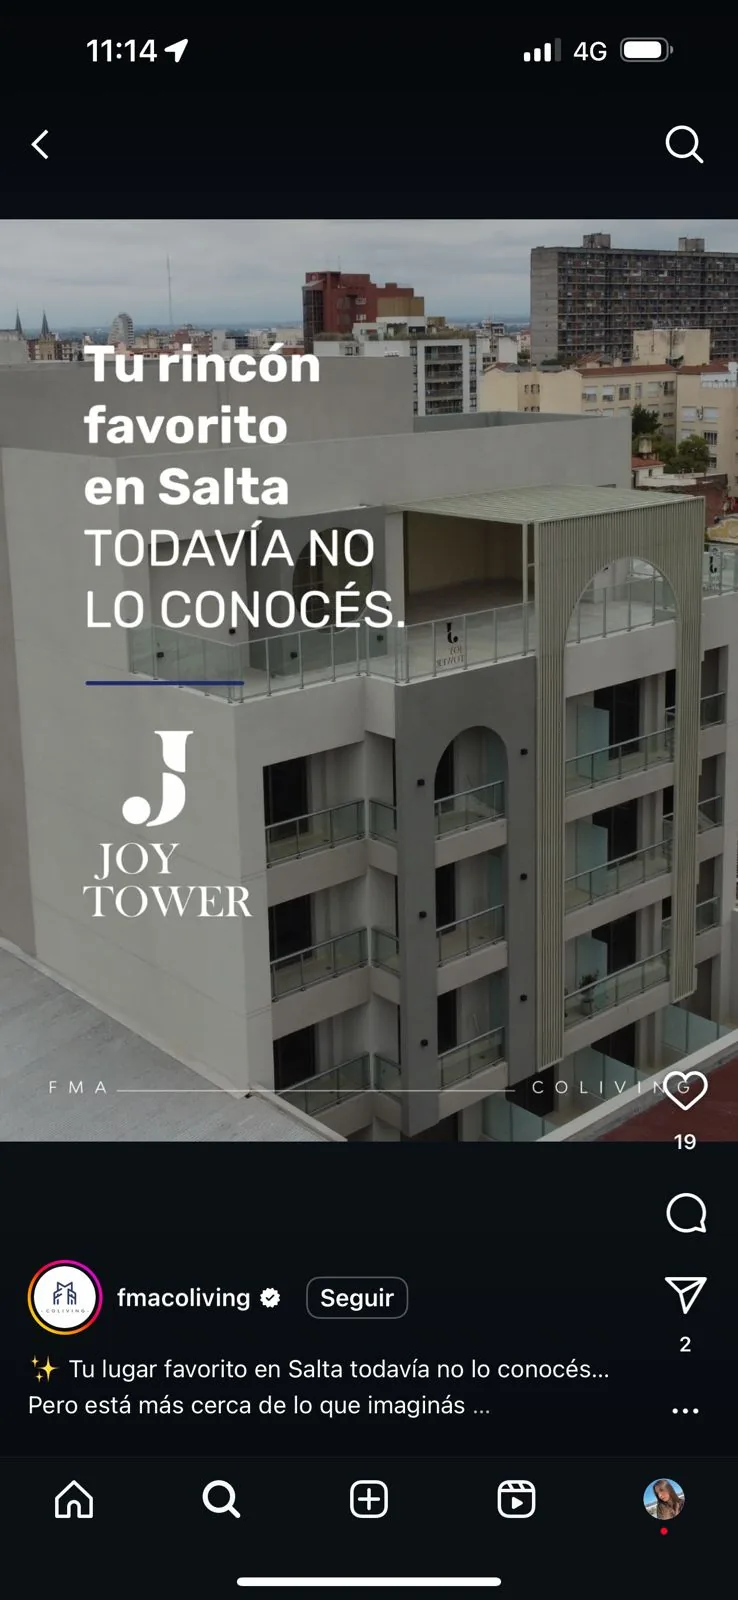 11:14
4G
Tu rincón
favorito
en Salta
TODAVÍA NO
LO CONOCÉS.
J
JOY
TOWER
FMA
COLIVING
19
COLIVING
fmacoliving
Seguir
2
✨ Tu lugar favorito en Salta todavía no lo conocés...
Pero está más cerca de lo que imaginás ...